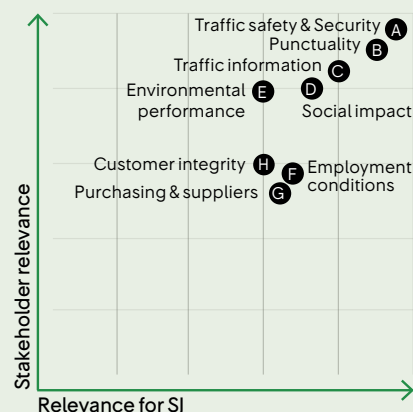 Traffic safety & Security A
Punctuality B
Traffic information C
Environmental
performance E
D
Social impact
Customer integrity H
F Employment
conditions
Purchasing & suppliers G
Stakeholder relevance
Relevance for SI